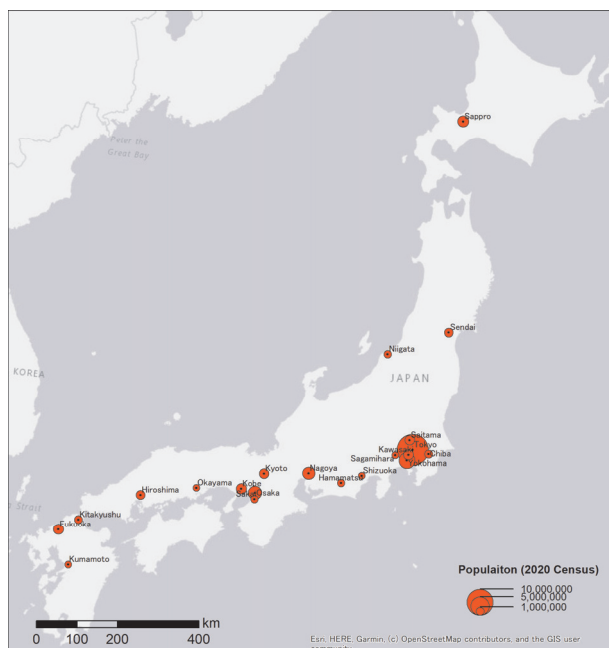 Sappro
Peter the
Great Bay
Sendai
Niigata
KOREA
JAPAN
Saitama
Kawasaki
Tokyo
Sagamihara
Chiba
Yokohama
Kyoto
Nagoya
Shizuoka
Hamamatsu
Okayama
Kobe
Hiroshima
Sakai
Osaka
Strait
Kitakyushu
Fukuoka
Kumamoto
Populaiton (2020 Census)
10,000,000
5,000,000
1,000,000
km
0 100 200 400
Esri, HERE, Garmin, (c) OpenStreetMap contributors, and the GIS user
community